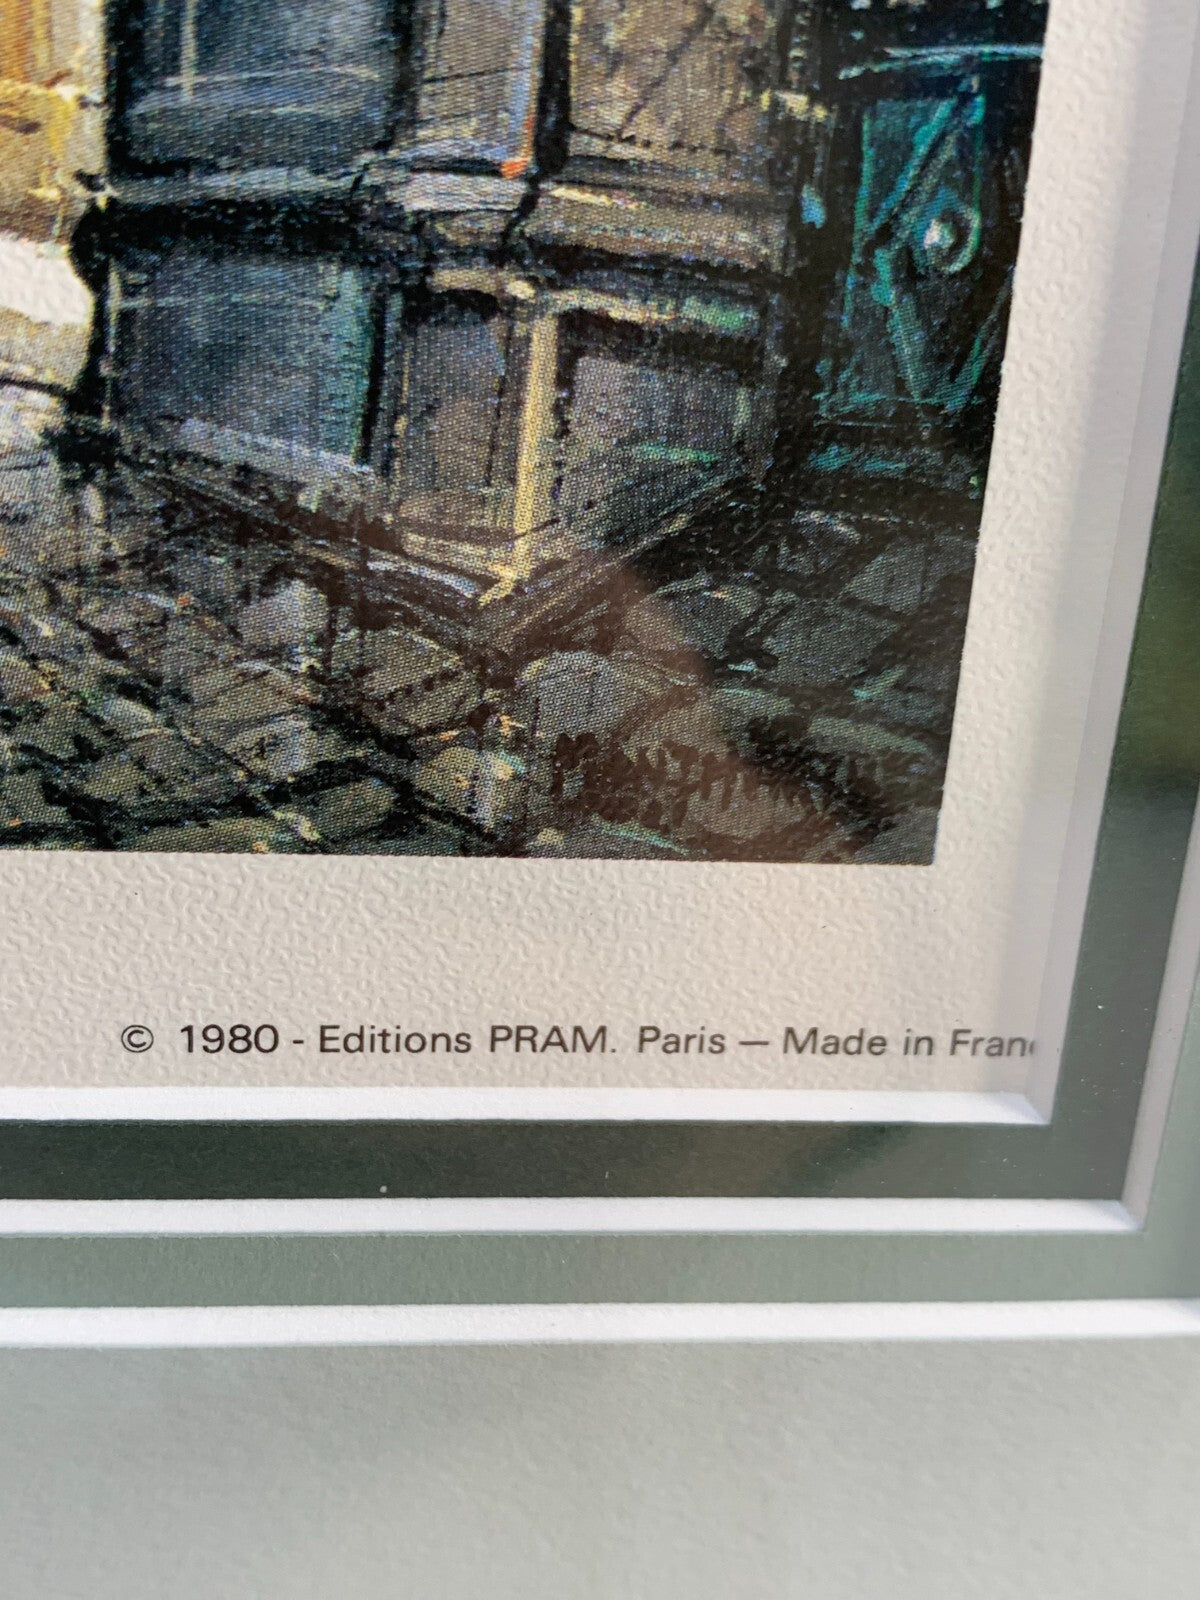 © 1980 - Editions PRAM. Paris — Made in Fran